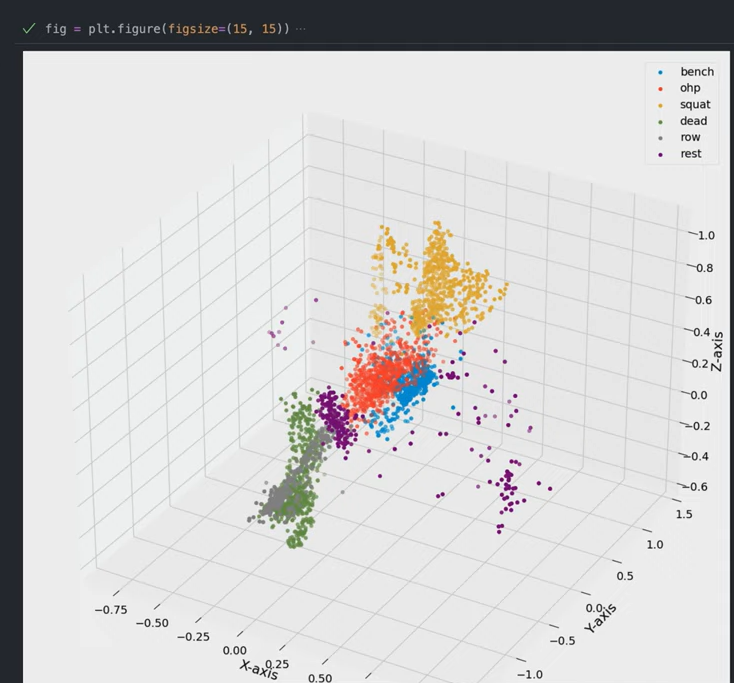 fig = plt.figure(figsize=(15, 15)) ...
bench
ohp
squat
dead
row
rest
1.0
0.8
0.6
0.4
0.2
0.0
−0.2
−0.4
−0.6
Z-axis
1.5
1.0
0.5
0.0
−0.5
−1.0
Y-axis
−0.75
−0.50
−0.25
0.00
0.25
0.50
X-axis